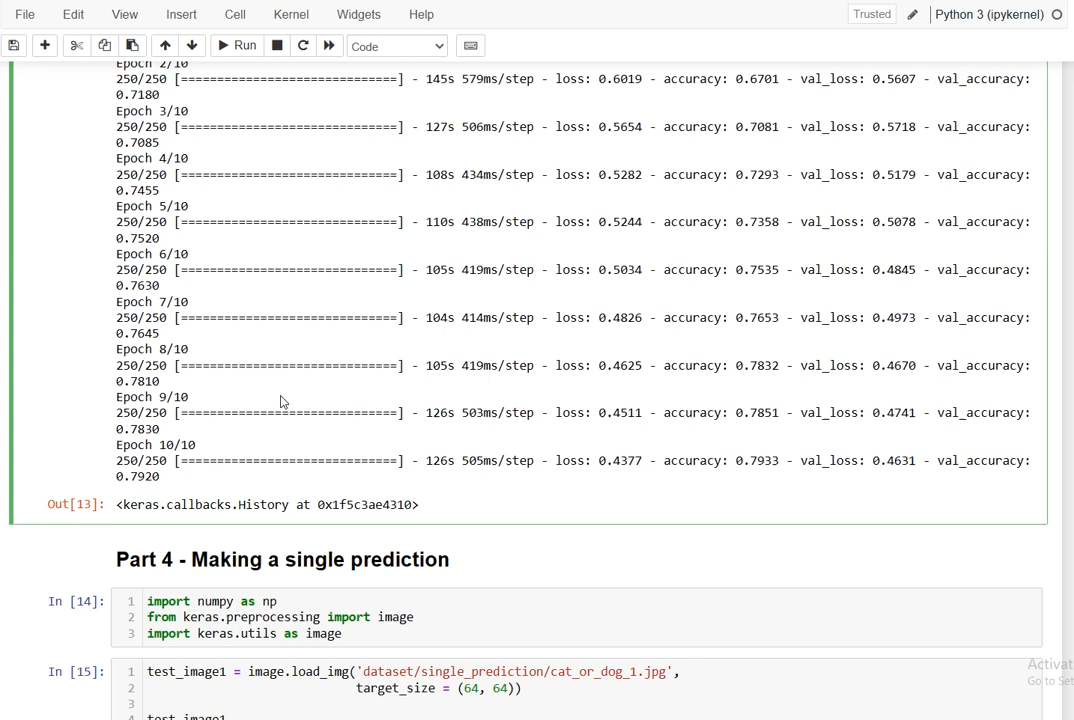 File Edit View Insert Cell Kernel Widgets Help Trusted Python 3 (ipykernel)
Run Code
Epoch 2/10
250/250 [==============================] - 145s 579ms/step - loss: 0.6019 - accuracy: 0.6701 - val_loss: 0.5607 - val_accuracy:
0.7180
Epoch 3/10
250/250 [==============================] - 127s 506ms/step - loss: 0.5654 - accuracy: 0.7081 - val_loss: 0.5718 - val_accuracy:
0.7085
Epoch 4/10
250/250 [==============================] - 108s 434ms/step - loss: 0.5282 - accuracy: 0.7293 - val_loss: 0.5179 - val_accuracy:
0.7455
Epoch 5/10
250/250 [==============================] - 110s 438ms/step - loss: 0.5244 - accuracy: 0.7358 - val_loss: 0.5078 - val_accuracy:
0.7520
Epoch 6/10
250/250 [==============================] - 105s 419ms/step - loss: 0.5034 - accuracy: 0.7535 - val_loss: 0.4845 - val_accuracy:
0.7630
Epoch 7/10
250/250 [==============================] - 104s 414ms/step - loss: 0.4826 - accuracy: 0.7653 - val_loss: 0.4973 - val_accuracy:
0.7645
Epoch 8/10
250/250 [==============================] - 105s 419ms/step - loss: 0.4625 - accuracy: 0.7832 - val_loss: 0.4670 - val_accuracy:
0.7810
Epoch 9/10
250/250 [==============================] - 126s 503ms/step - loss: 0.4511 - accuracy: 0.7851 - val_loss: 0.4741 - val_accuracy:
0.7830
Epoch 10/10
250/250 [==============================] - 126s 505ms/step - loss: 0.4377 - accuracy: 0.7933 - val_loss: 0.4631 - val_accuracy:
0.7920
Out[13]: <keras.callbacks.History at 0x1f5c3ae4310>
Part 4 - Making a single prediction
In [14]: 1 import numpy as np
2 from keras.preprocessing import image
3 import keras.utils as image
In [15]: 1 test_image1 = image.load_img('dataset/single_prediction/cat_or_dog_1.jpg',
2 target_size = (64, 64))
3
4 test_image1
Activat
Go to Set